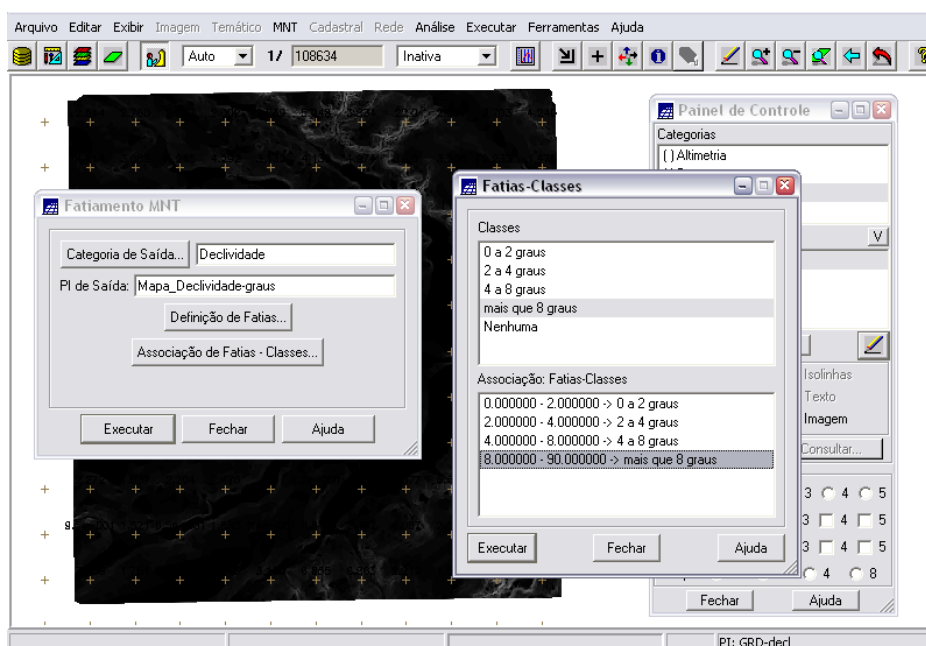 Arquivo Editar Exibir Imagem Temático MNT Cadastral Rede Análise Executar Ferramentas Ajuda
Auto 1/ 108634 Inativa
Painel de Controle
Categorias
( ) Altimetria
V
Isolinhas
Texto
Imagem
Consultar...
3 4 5
3 4 5
3 4 5
4 8
Fechar Ajuda
Fatiamento MNT
Categoria de Saída... Declividade
PI de Saída: Mapa_Declividade-graus
Definição de Fatias...
Associação de Fatias - Classes...
Executar Fechar Ajuda
Fatias-Classes
Classes
0 a 2 graus
2 a 4 graus
4 a 8 graus
mais que 8 graus
Nenhuma
Associação: Fatias-Classes
0.000000 - 2.000000 -> 0 a 2 graus
2.000000 - 4.000000 -> 2 a 4 graus
4.000000 - 8.000000 -> 4 a 8 graus
8.000000 - 90.000000 -> mais que 8 graus
Executar Fechar Ajuda
PI: GRD-decl